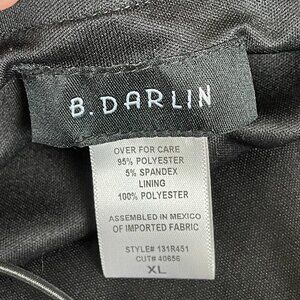 B. DARLIN
OVER FOR CARE
95% POLYESTER
5% SPANDEX
LINING
100% POLYESTER
ASSEMBLED IN MEXICO
OF IMPORTED FABRIC
STYLE# 131R451
CUT# 40656
XL